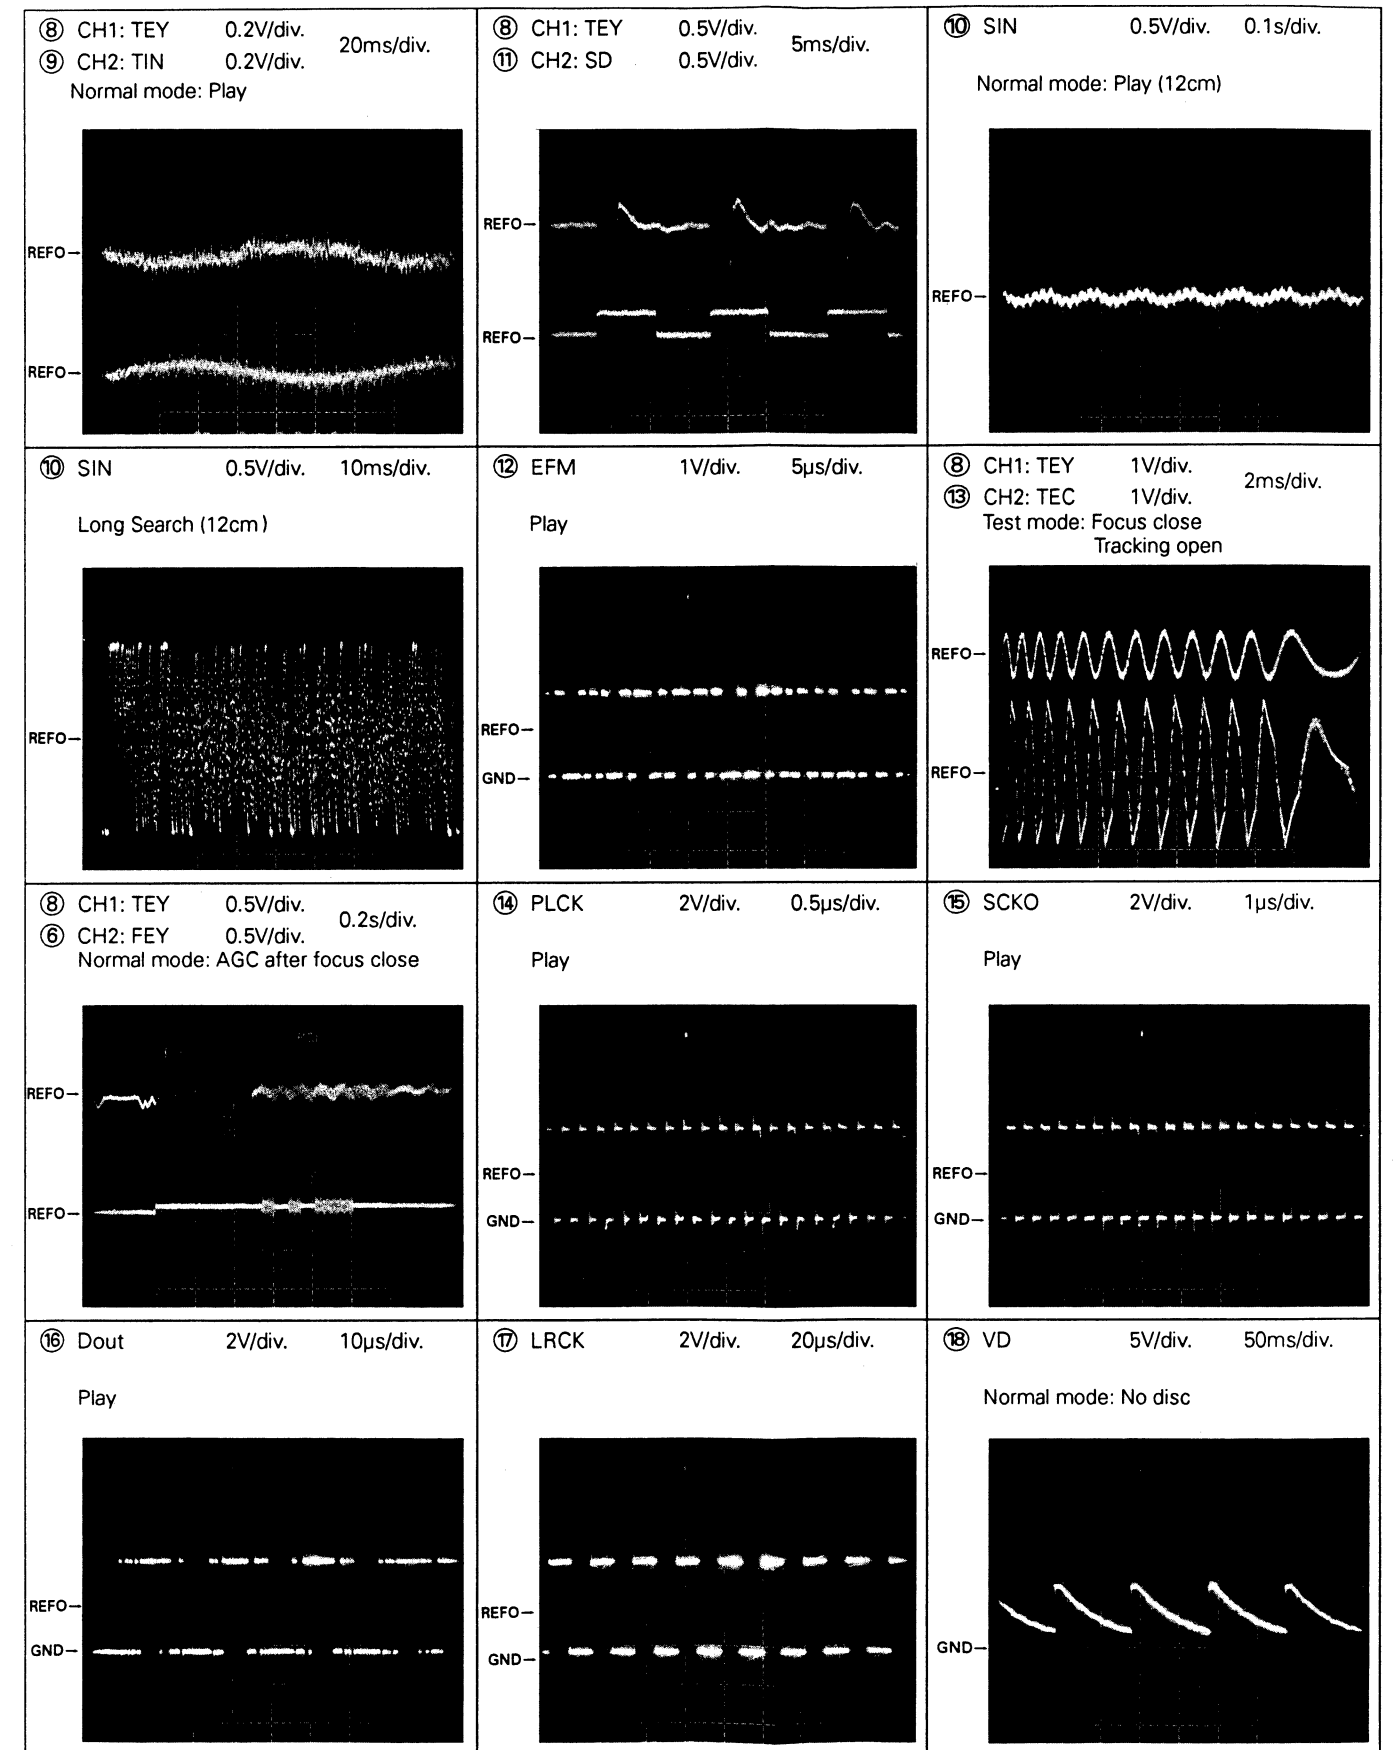 ⑧ CH1: TEY 0.2V/div. 20ms/div.
⑨ CH2: TIN 0.2V/div.
Normal mode: Play
REFO→
REFO→
⑧ CH1: TEY 0.5V/div. 5ms/div.
⑪ CH2: SD 0.5V/div.
REFO→
REFO→
⑩ SIN 0.5V/div. 0.1s/div.
Normal mode: Play (12cm)
REFO→
⑩ SIN 0.5V/div. 10ms/div.
Long Search (12cm)
REFO→
⑫ EFM 1V/div. 5µs/div.
Play
REFO→
GND→
⑧ CH1: TEY 1V/div. 2ms/div.
⑬ CH2: TEC 1V/div.
Test mode: Focus close
Tracking open
REFO→
REFO→
⑧ CH1: TEY 0.5V/div. 0.2s/div.
⑥ CH2: FEY 0.5V/div.
Normal mode: AGC after focus close
REFO→
REFO→
⑭ PLCK 2V/div. 0.5µs/div.
Play
REFO→
GND→
⑮ SCKO 2V/div. 1µs/div.
Play
REFO→
GND→
⑯ Dout 2V/div. 10µs/div.
Play
REFO→
GND→
⑰ LRCK 2V/div. 20µs/div.
REFO→
GND→
⑱ VD 5V/div. 50ms/div.
Normal mode: No disc
GND→